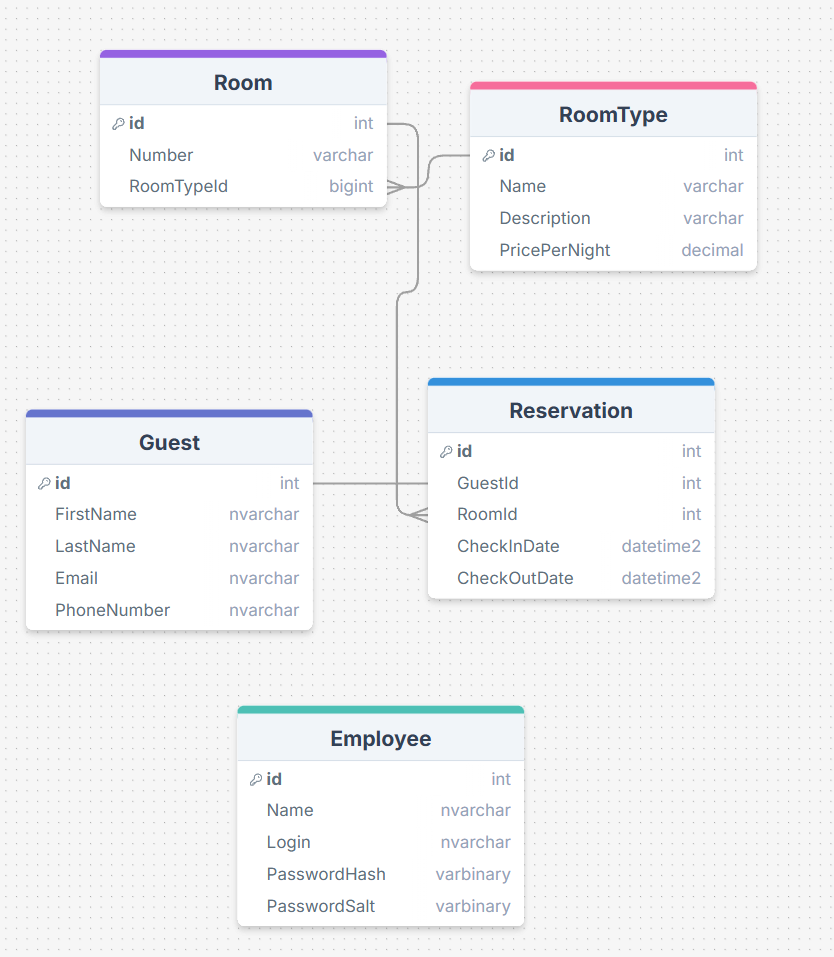 Room
id int
Number varchar
RoomTypeId bigint
RoomType
id int
Name varchar
Description varchar
PricePerNight decimal
Guest
id int
FirstName nvarchar
LastName nvarchar
Email nvarchar
PhoneNumber nvarchar
Reservation
id int
GuestId int
RoomId int
CheckInDate datetime2
CheckOutDate datetime2
Employee
id int
Name nvarchar
Login nvarchar
PasswordHash varbinary
PasswordSalt varbinary